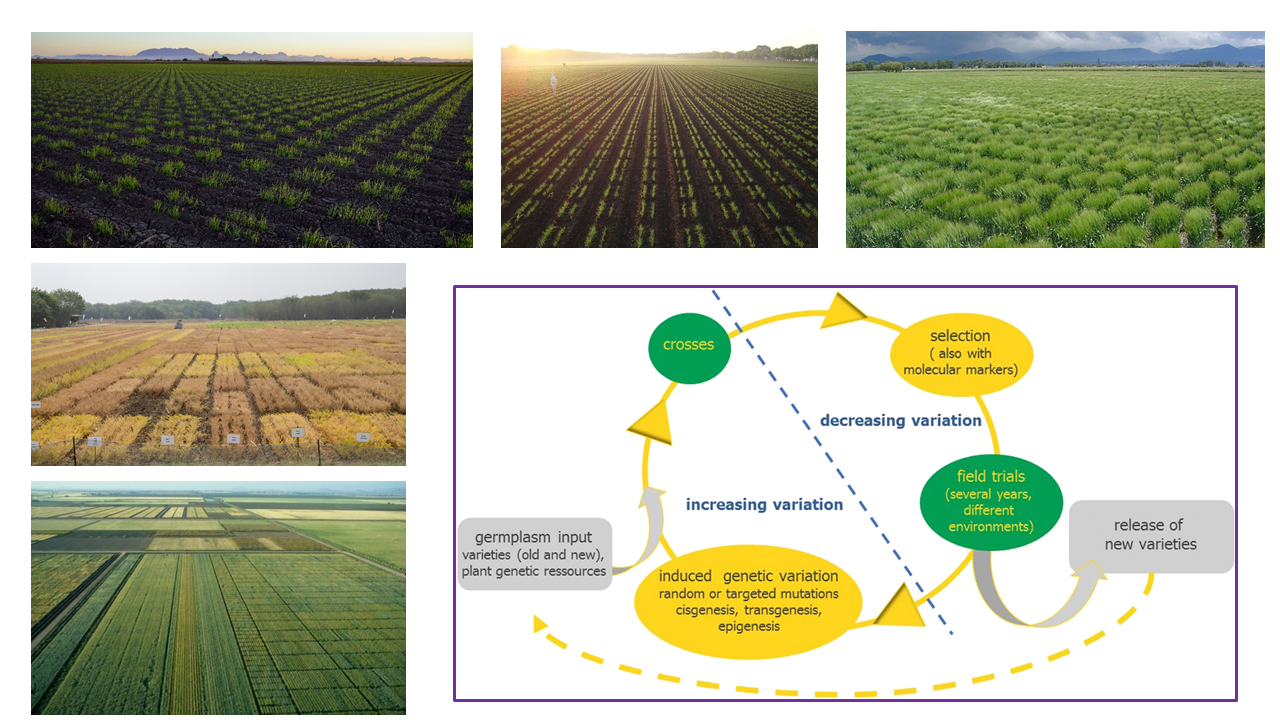 crosses
selection
( also with
molecular markers)
decreasing variation
increasing variation
field trials
(several years,
different
environments)
germplasm input
varieties (old and new),
plant genetic ressources
release of
new varieties
induced  genetic variation
random or targeted mutations
cisgenesis, transgenesis,
epigenesis